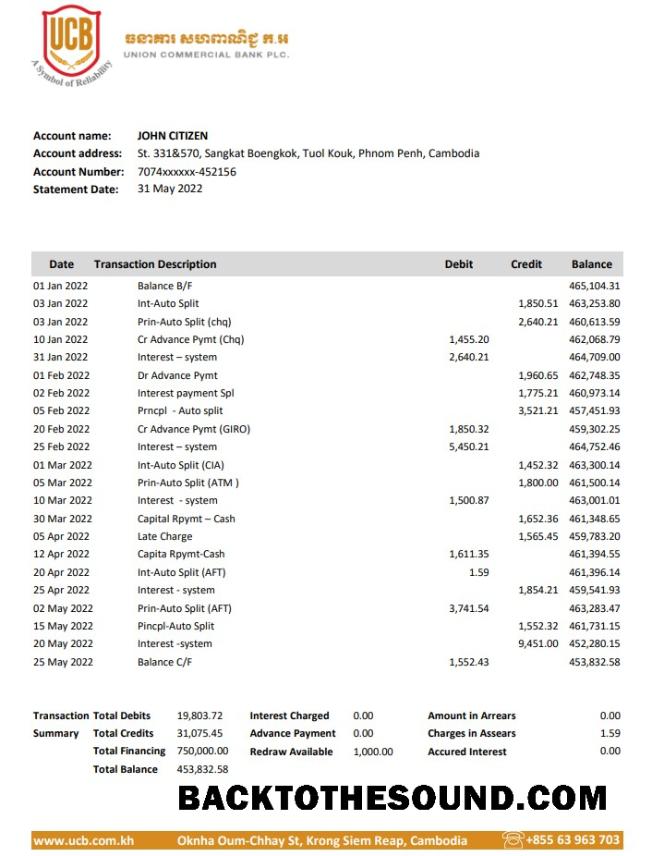 UCB
A Symbol of Reliability
ធនាគារ សហពាណិជ្ជ ភ.អ
UNION COMMERCIAL BANK PLC.
Account name: JOHN CITIZEN
Account address: St. 331&570, Sangkat Boengkok, Tuol Kouk, Phnom Penh, Cambodia
Account Number: 7074xxxxxx-452156
Statement Date: 31 May 2022
Date Transaction Description Debit Credit Balance
01 Jan 2022 Balance B/F 465,104.31
03 Jan 2022 Int-Auto Split 1,850.51 463,253.80
03 Jan 2022 Prin-Auto Split (chq) 2,640.21 460,613.59
10 Jan 2022 Cr Advance Pymt (Chq) 1,455.20 462,068.79
31 Jan 2022 Interest – system 2,640.21 464,709.00
01 Feb 2022 Dr Advance Pymt 1,960.65 462,748.35
02 Feb 2022 Interest payment Spl 1,775.21 460,973.14
05 Feb 2022 Prncpl - Auto split 3,521.21 457,451.93
20 Feb 2022 Cr Advance Pymt (GIRO) 1,850.32 459,302.25
25 Feb 2022 Interest – system 5,450.21 464,752.46
01 Mar 2022 Int-Auto Split (CIA) 1,452.32 463,300.14
05 Mar 2022 Prin-Auto Split (ATM ) 1,800.00 461,500.14
10 Mar 2022 Interest - system 1,500.87 463,001.01
30 Mar 2022 Capital Rpymt – Cash 1,652.36 461,348.65
05 Apr 2022 Late Charge 1,565.45 459,783.20
12 Apr 2022 Capita Rpymt-Cash 1,611.35 461,394.55
20 Apr 2022 Int-Auto Split (AFT) 1.59 461,396.14
25 Apr 2022 Interest - system 1,854.21 459,541.93
02 May 2022 Prin-Auto Split (AFT) 3,741.54 463,283.47
15 May 2022 Pincpl-Auto Split 1,552.32 461,731.15
20 May 2022 Interest -system 9,451.00 452,280.15
25 May 2022 Balance C/F 1,552.43 453,832.58
Transaction Total Debits 19,803.72 Interest Charged 0.00 Amount in Arrears 0.00
Summary Total Credits 31,075.45 Advance Payment 0.00 Charges in Assears 1.59
Total Financing 750,000.00 Redraw Available 1,000.00 Accured Interest 0.00
Total Balance 453,832.58
BACKTOTHESOUND.COM
www.ucb.com.kh Oknha Oum-Chhay St, Krong Siem Reap, Cambodia +855 63 963 703